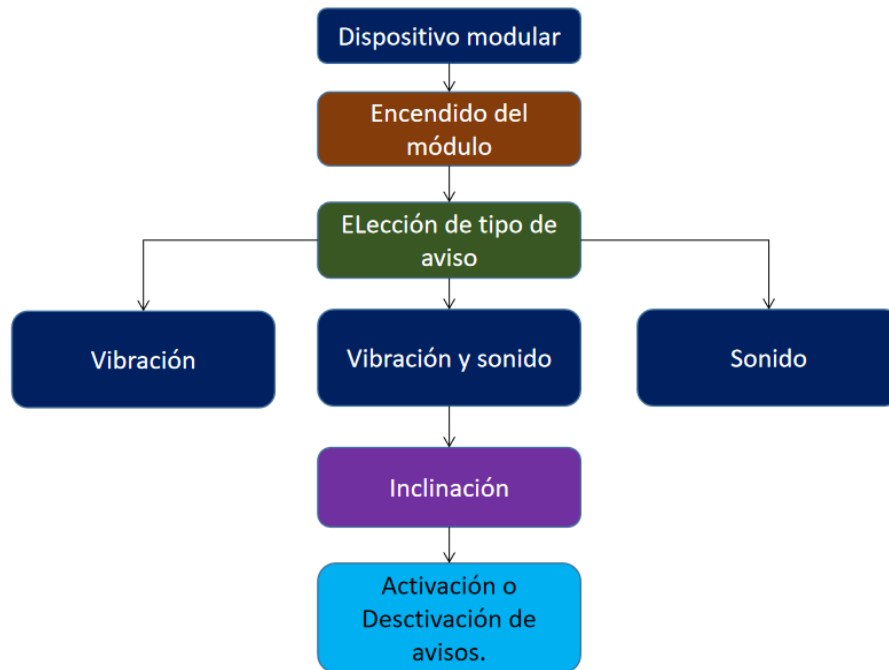 Dispositivo modular
Encendido del
módulo
ELección de tipo de
aviso
Vibración
Vibración y sonido
Sonido
Inclinación
Activación o
Desctivación de
avisos.